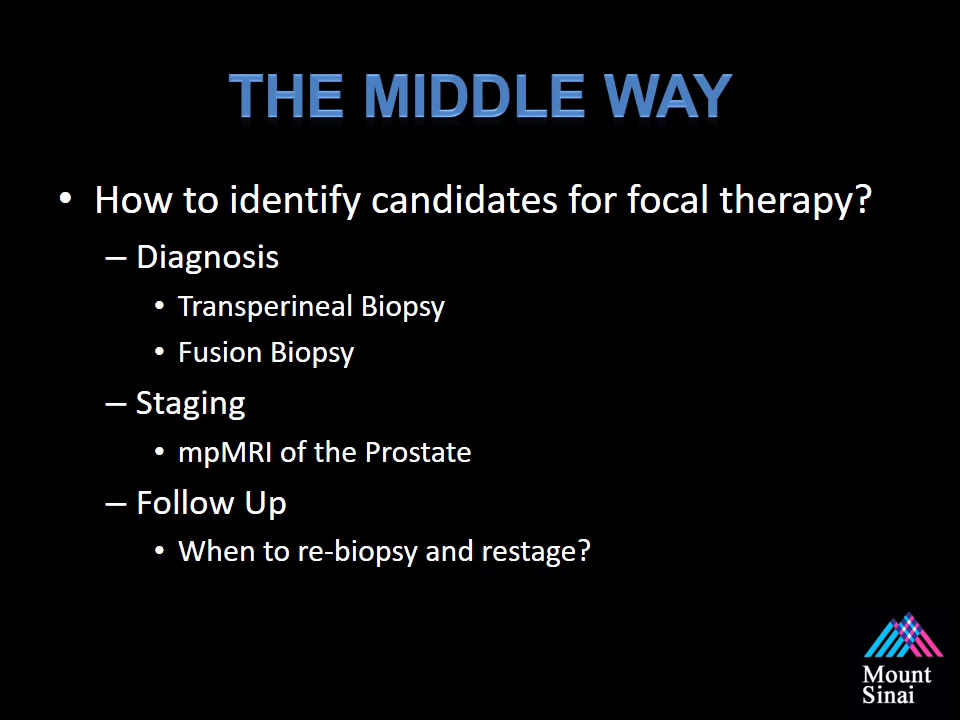 THE MIDDLE WAY
• How to identify candidates for focal therapy?
– Diagnosis
• Transperineal Biopsy
• Fusion Biopsy
– Staging
• mpMRI of the Prostate
– Follow Up
• When to re-biopsy and restage?
Mount
Sinai